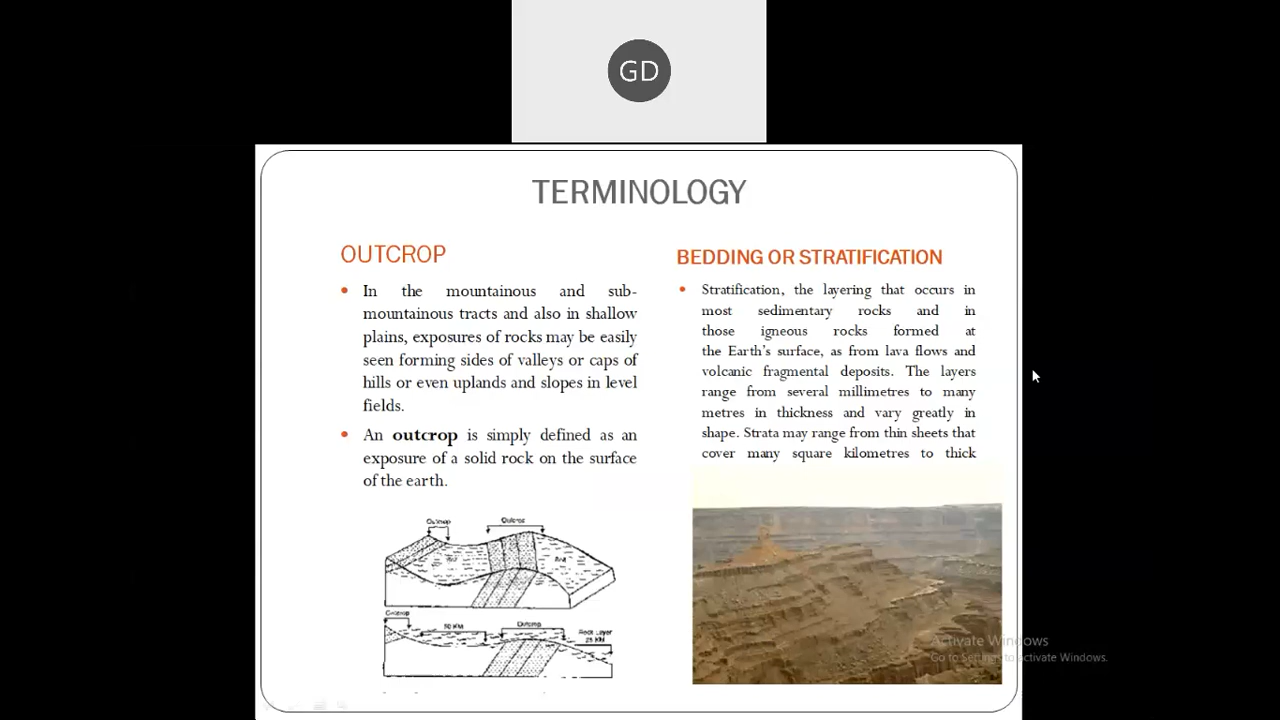 GD
TERMINOLOGY
OUTCROP
• In the mountainous and sub-
mountainous tracts and also in shallow
plains, exposures of rocks may be easily
seen forming sides of valleys or caps of
hills or even uplands and slopes in level
fields.
• An outcrop is simply defined as an
exposure of a solid rock on the surface
of the earth.
Outcrop
Outcrop
Outcrop
10 KM
Outcrop
Rock Layer
25 KM
BEDDING OR STRATIFICATION
• Stratification, the layering that occurs in
most sedimentary rocks and in
those igneous rocks formed at
the Earth's surface, as from lava flows and
volcanic fragmental deposits. The layers
range from several millimetres to many
metres in thickness and vary greatly in
shape. Strata may range from thin sheets that
cover many square kilometres to thick
Activate Windows
Go to Settings to activate Windows.